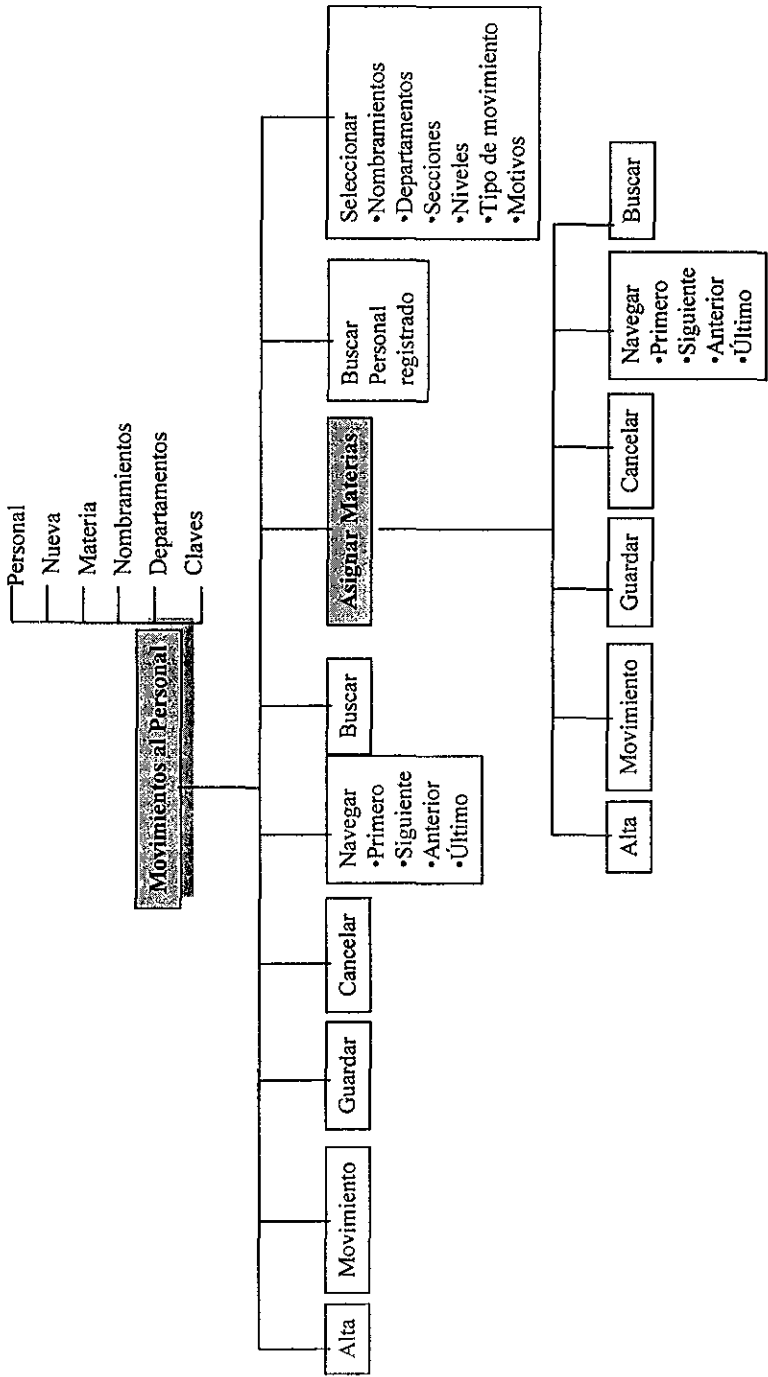 Personal
Nueva
Materia
Nombramientos
Departamentos
Claves
Movimientos al Personal
Alta
Movimiento
Guardar
Cancelar
Navegar
•Primero
•Siguiente
•Anterior
•Último
Buscar
Asignar Materias
Buscar
Personal
registrado
Seleccionar
•Nombramientos
•Departamentos
•Secciones
•Niveles
•Tipo de movimiento
•Motivos
Alta
Movimiento
Guardar
Cancelar
Navegar
•Primero
•Siguiente
•Anterior
•Último
Buscar